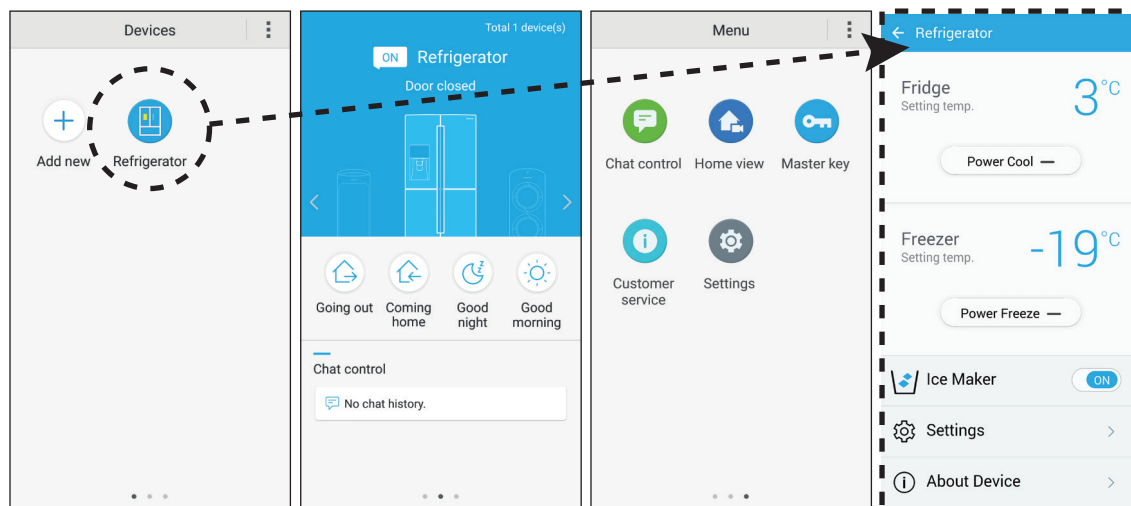 Devices
Add new
Refrigerator
Total 1 device(s)
ON Refrigerator
Door closed
Going out
Coming
home
Good
night
Good
morning
Chat control
No chat history.
Menu
Chat control
Home view
Master key
Customer
service
Settings
Refrigerator
Fridge
Setting temp.
3°C
Power Cool —
Freezer
Setting temp.
-19°C
Power Freeze —
Ice Maker
ON
Settings
About Device